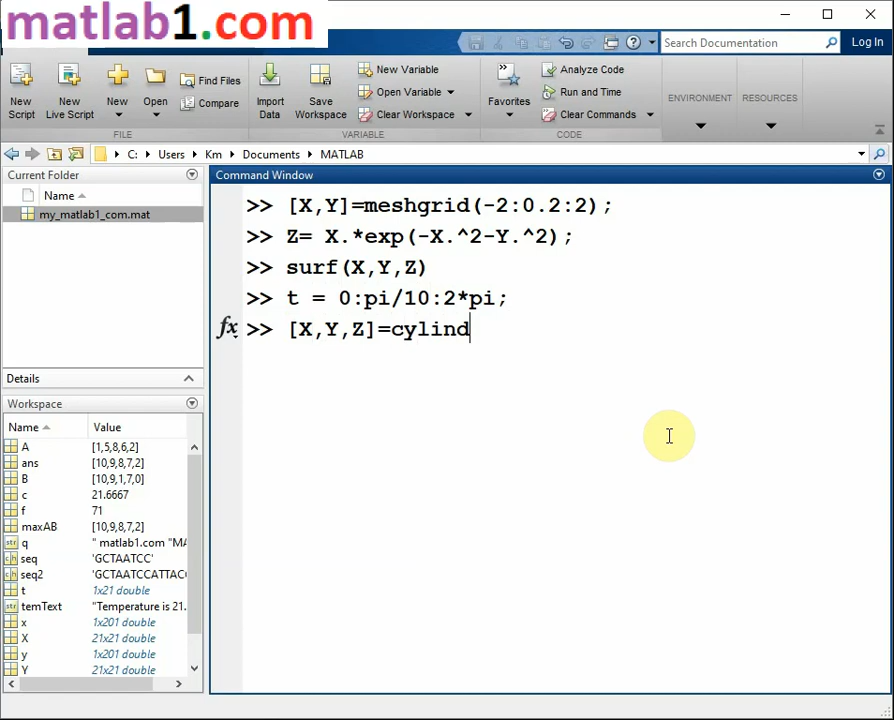 matlab1.com
Search Documentation
Log In
New Script
New Live Script
New
Open
Find Files
Compare
Import Data
Save Workspace
New Variable
Open Variable
Clear Workspace
Favorites
Analyze Code
Run and Time
Clear Commands
ENVIRONMENT
RESOURCES
FILE
VARIABLE
CODE
C: Users Km Documents MATLAB
Current Folder
Name
my_matlab1_com.mat
Details
Workspace
Name Value
A [1,5,8,6,2]
ans [10,9,8,7,2]
B [10,9,1,7,0]
c 21.6667
f 71
maxAB [10,9,8,7,2]
q " matlab1.com "MA
seq 'GCTAATCC'
seq2 'GCTAATCCATTAC
t 1x21 double
temText "Temperature is 21.
x 1x201 double
X 21x21 double
y 1x201 double
Y 21x21 double
Command Window
>> [X,Y]=meshgrid(-2:0.2:2);
>> Z= X.*exp(-X.^2-Y.^2);
>> surf(X,Y,Z)
>> t = 0:pi/10:2*pi;
fx >> [X,Y,Z]=cylind